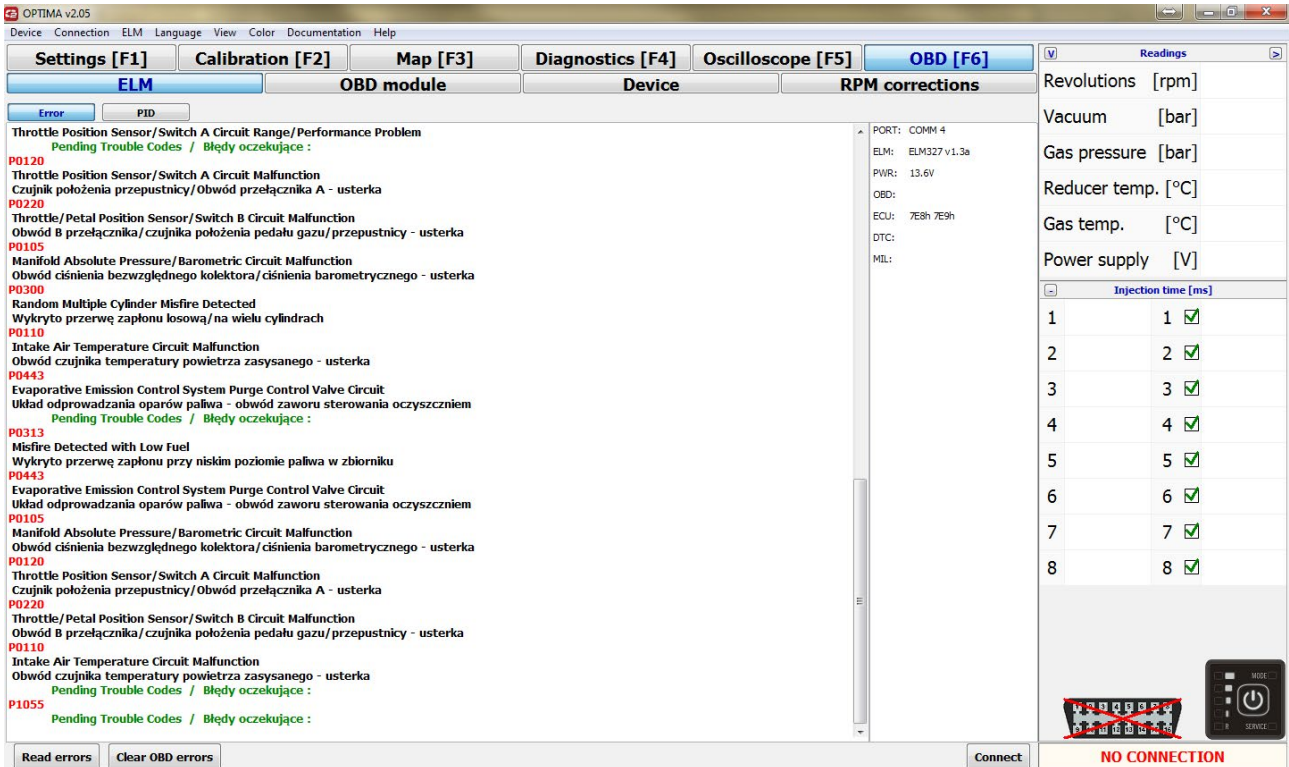 OPTIMA v2.05
Device Connection ELM Language View Color Documentation Help
Settings [F1] Calibration [F2] Map [F3] Diagnostics [F4] Oscilloscope [F5] OBD [F6]
ELM OBD module Device RPM corrections
Error PID
Throttle Position Sensor/Switch A Circuit Range/Performance Problem
Pending Trouble Codes / Błędy oczekujące :
P0120
Throttle Position Sensor/Switch A Circuit Malfunction
Czujnik położenia przepustnicy/Obwód przełącznika A - usterka
P0220
Throttle/Petal Position Sensor/Switch B Circuit Malfunction
Obwód B przełącznika/czujnika położenia pedału gazu/przepustnicy - usterka
P0105
Manifold Absolute Pressure/Barometric Circuit Malfunction
Obwód ciśnienia bezwzględnego kolektora/ciśnienia barometrycznego - usterka
P0300
Random Multiple Cylinder Misfire Detected
Wykryto przerwę zapłonu losową/na wielu cylindrach
P0110
Intake Air Temperature Circuit Malfunction
Obwód czujnika temperatury powietrza zasysanego - usterka
P0443
Evaporative Emission Control System Purge Control Valve Circuit
Układ odprowadzania oparów paliwa - obwód zaworu sterowania oczyszczniem
Pending Trouble Codes / Błędy oczekujące :
P0313
Misfire Detected with Low Fuel
Wykryto przerwę zapłonu przy niskim poziomie paliwa w zbiorniku
P0443
Evaporative Emission Control System Purge Control Valve Circuit
Układ odprowadzania oparów paliwa - obwód zaworu sterowania oczyszczniem
P0105
Manifold Absolute Pressure/Barometric Circuit Malfunction
Obwód ciśnienia bezwzględnego kolektora/ciśnienia barometrycznego - usterka
P0120
Throttle Position Sensor/Switch A Circuit Malfunction
Czujnik położenia przepustnicy/Obwód przełącznika A - usterka
P0220
Throttle/Petal Position Sensor/Switch B Circuit Malfunction
Obwód B przełącznika/czujnika położenia pedału gazu/przepustnicy - usterka
P0110
Intake Air Temperature Circuit Malfunction
Obwód czujnika temperatury powietrza zasysanego - usterka
Pending Trouble Codes / Błędy oczekujące :
P1055
Pending Trouble Codes / Błędy oczekujące :
Read errors Clear OBD errors Connect
PORT: COMM 4
ELM: ELM327 v1.3a
PWR: 13.6V
OBD:
ECU: 7E8h 7E9h
DTC:
MIL:
V Readings >
Revolutions [rpm]
Vacuum [bar]
Gas pressure [bar]
Reducer temp. [°C]
Gas temp. [°C]
Power supply [V]
- Injection time [ms]
1 1
2 2
3 3
4 4
5 5
6 6
7 7
8 8
MODE
SERVICE
NO CONNECTION